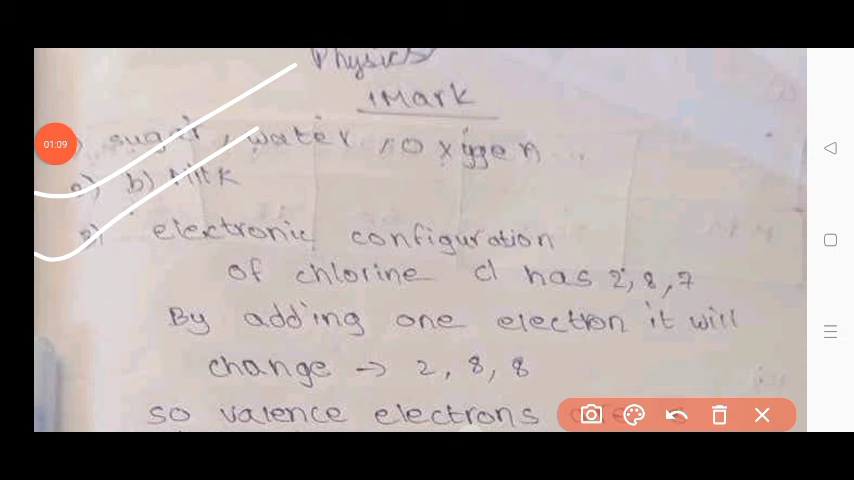 Physics
1Mark
01:09
sugar, water, oxygen
b) Milk
electronic configuration
of chlorine cl has 2, 8, 7
By adding one electron it will
change → 2, 8, 8
so valence electrons